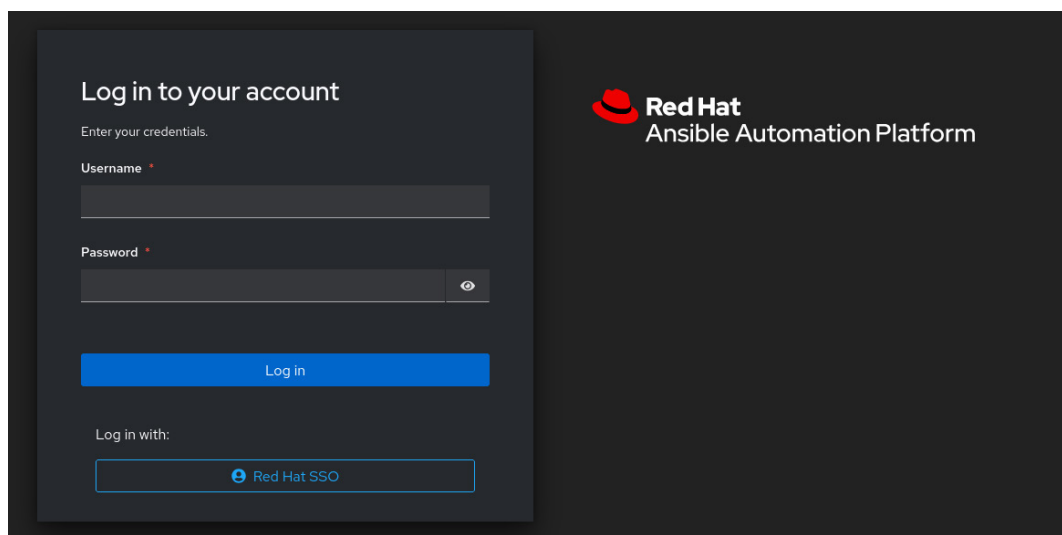 Log in to your account
Enter your credentials.
Username *
Password *
Log in
Log in with:
Red Hat SSO
Red Hat
Ansible Automation Platform